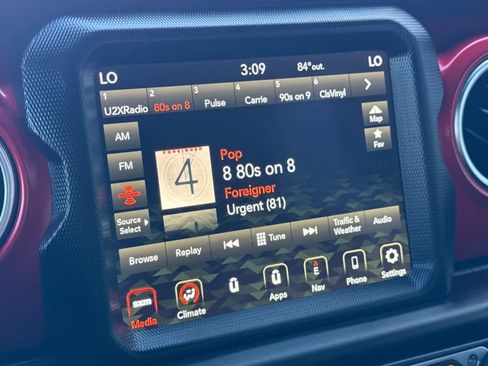 LO 3:09 84° out. LO
1 2 3 4 5 6
U2XRadio 80s on 8 Pulse Carrie 90s on 9 ClsVinyl
AM
Map
FM
Fav
FOREIGNER
4
Pop
8 80s on 8
Foreigner
Urgent (81)
Source
Select
Browse Replay Tune Traffic &
Weather Audio
sxm E
Media Climate Apps Nav Phone Settings